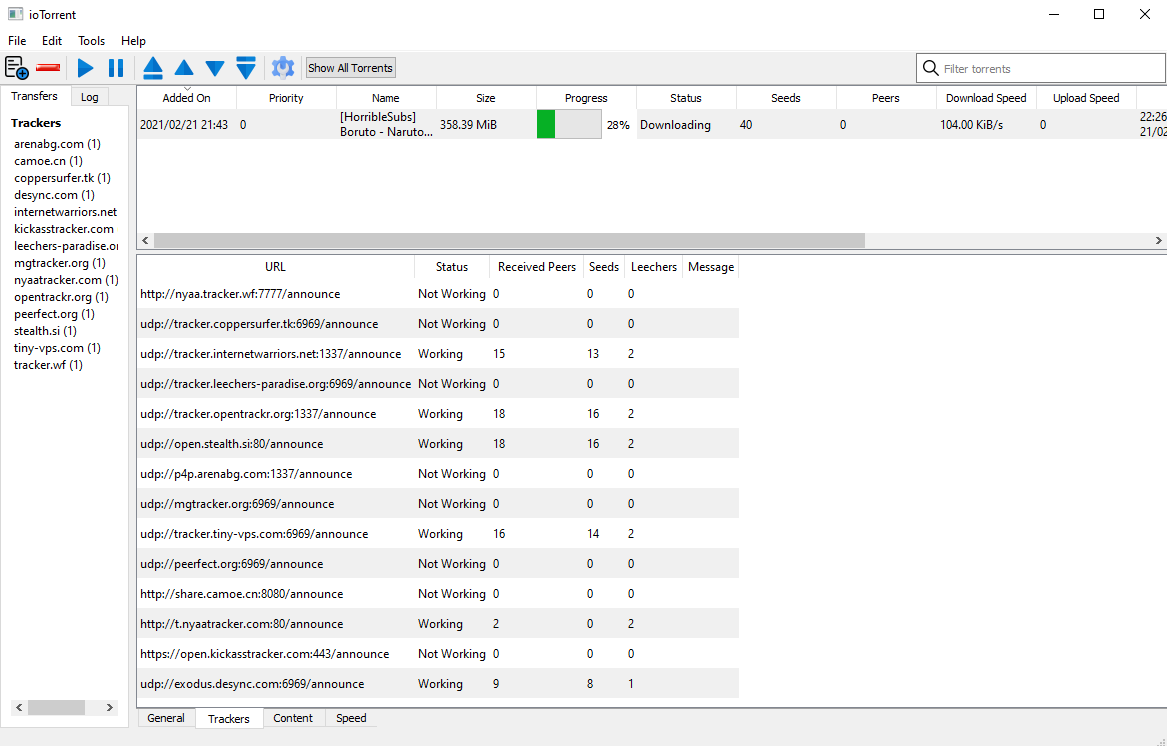 ioTorrent
File Edit Tools Help
Show All Torrents
Filter torrents
Transfers Log
Trackers
arenabg.com (1)
camoe.cn (1)
coppersurfer.tk (1)
desync.com (1)
internetwarriors.net
kickasstracker.com
leechers-paradise.or
mgtracker.org (1)
nyaatracker.com (1)
opentrackr.org (1)
peerfect.org (1)
stealth.si (1)
tiny-vps.com (1)
tracker.wf (1)
Added On Priority Name Size Progress Status Seeds Peers Download Speed Upload Speed
2021/02/21 21:43 0 [HorribleSubs] 358.39 MiB 28% Downloading 40 0 104.00 KiB/s 0 22:26
Boruto - Naruto... 21/02
URL Status Received Peers Seeds Leechers Message
http://nyaa.tracker.wf:7777/announce Not Working 0 0 0
udp://tracker.coppersurfer.tk:6969/announce Not Working 0 0 0
udp://tracker.internetwarriors.net:1337/announce Working 15 13 2
udp://tracker.leechers-paradise.org:6969/announce Not Working 0 0 0
udp://tracker.opentrackr.org:1337/announce Working 18 16 2
udp://open.stealth.si:80/announce Working 18 16 2
udp://p4p.arenabg.com:1337/announce Not Working 0 0 0
udp://mgtracker.org:6969/announce Not Working 0 0 0
udp://tracker.tiny-vps.com:6969/announce Working 16 14 2
udp://peerfect.org:6969/announce Not Working 0 0 0
http://share.camoe.cn:8080/announce Not Working 0 0 0
http://t.nyaatracker.com:80/announce Working 2 0 2
https://open.kickasstracker.com:443/announce Not Working 0 0 0
udp://exodus.desync.com:6969/announce Working 9 8 1
General Trackers Content Speed